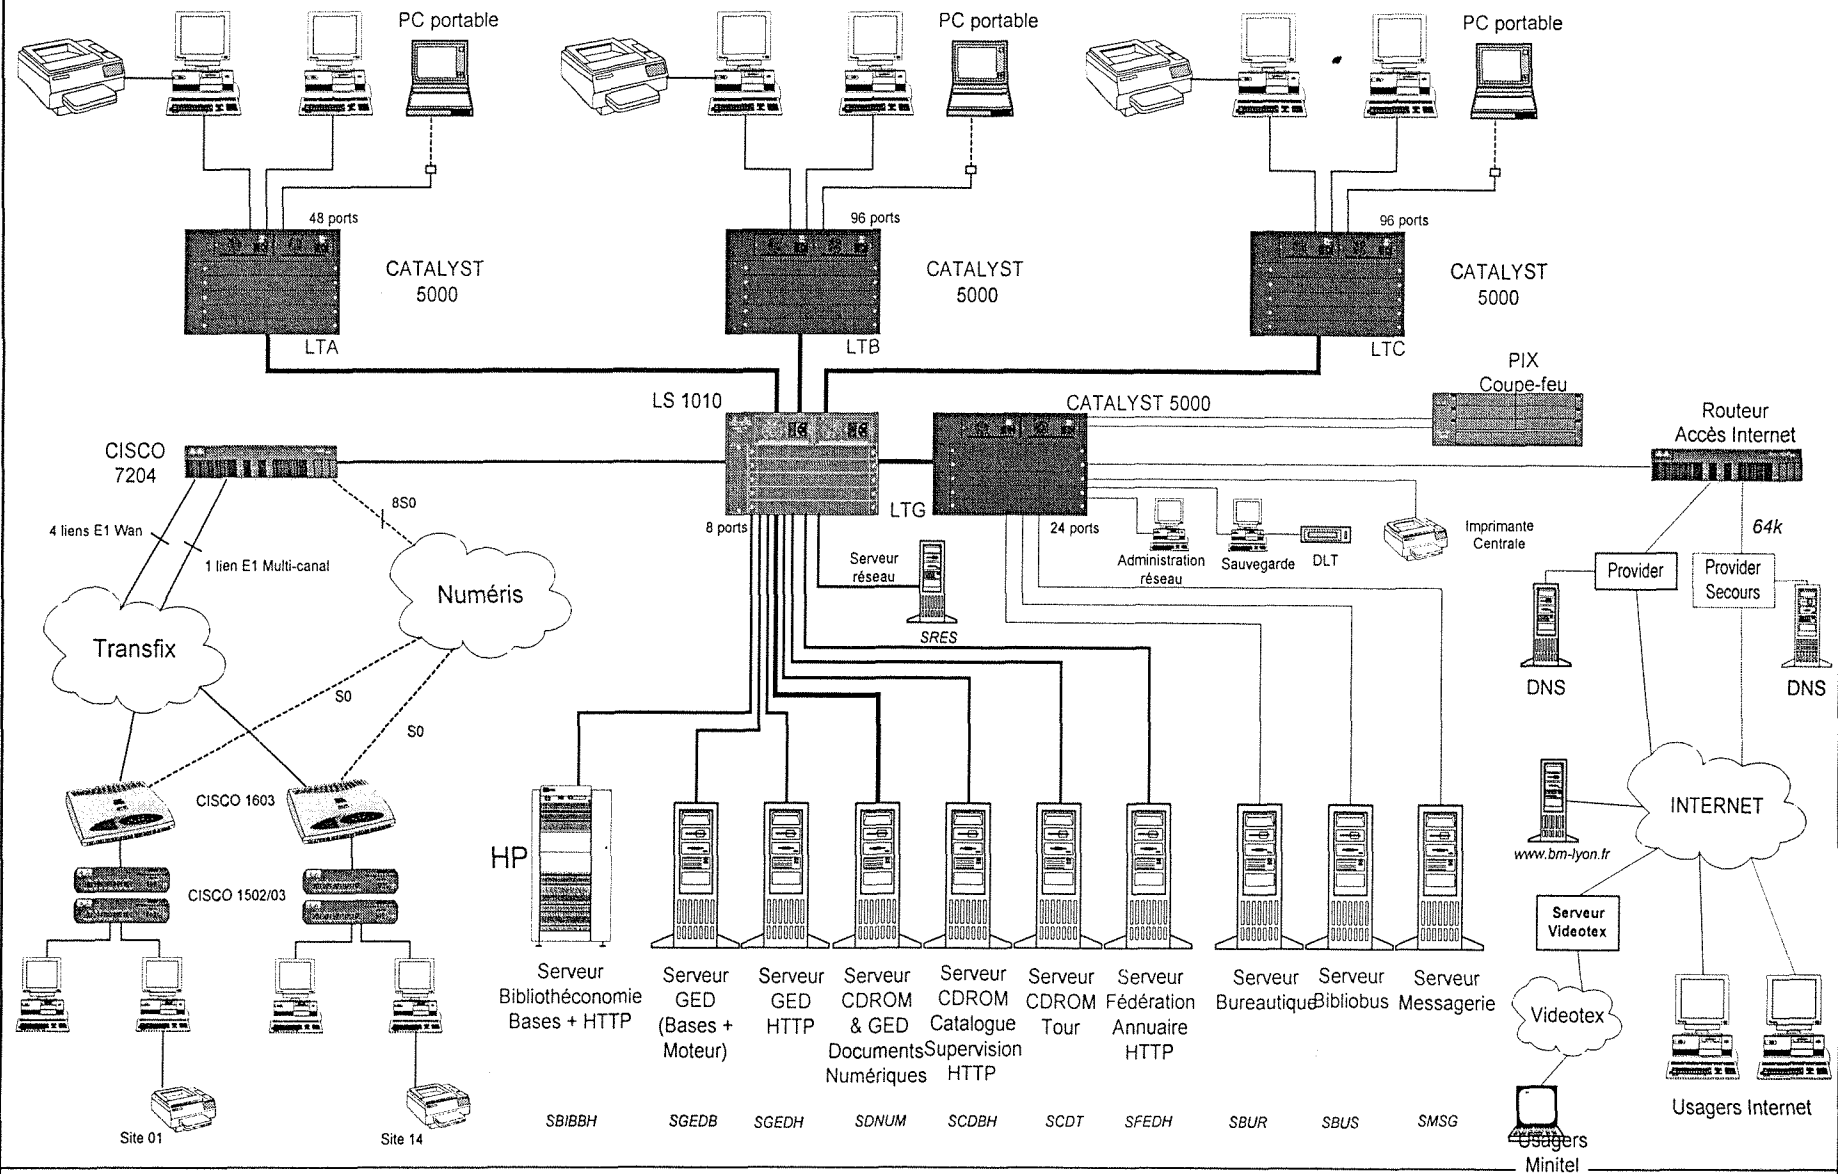 PC portable
PC portable
PC portable
48 ports
96 ports
96 ports
CATALYST
5000
CATALYST
5000
CATALYST
5000
LTA
LTB
LTC
PIX
Coupe-feu
LS 1010
CATALYST 5000
Routeur
Accès Internet
CISCO
7204
8S0
4 liens E1 Wan
1 lien E1 Multi-canal
8 ports
LTG
24 ports
Serveur
réseau
SRES
Administration
réseau
Sauvegarde
DLT
Imprimante
Centrale
64k
Provider
Provider
Secours
DNS
DNS
Numéris
Transfix
S0
S0
CISCO 1603
CISCO 1502/03
HP
INTERNET
www.bm-lyon.fr
Serveur
Videotex
Videotex
Serveur
Bibliothéconomie
Bases + HTTP
Serveur
GED
(Bases +
Moteur)
Serveur
GED
HTTP
Serveur
CDROM
& GED
Documents
Numériques
Serveur
CDROM
Catalogue
Supervision
HTTP
Serveur
CDROM
Tour
Serveur
Fédération
Annuaire
HTTP
Serveur
Bureautique
Serveur
Bibliobus
Serveur
Messagerie
Site 01
Site 14
SBIBBH
SGEDB
SGEDH
SDNUM
SCDBH
SCDT
SFEDH
SBUR
SBUS
SMSG
Usagers Internet
Usagers
Minitel